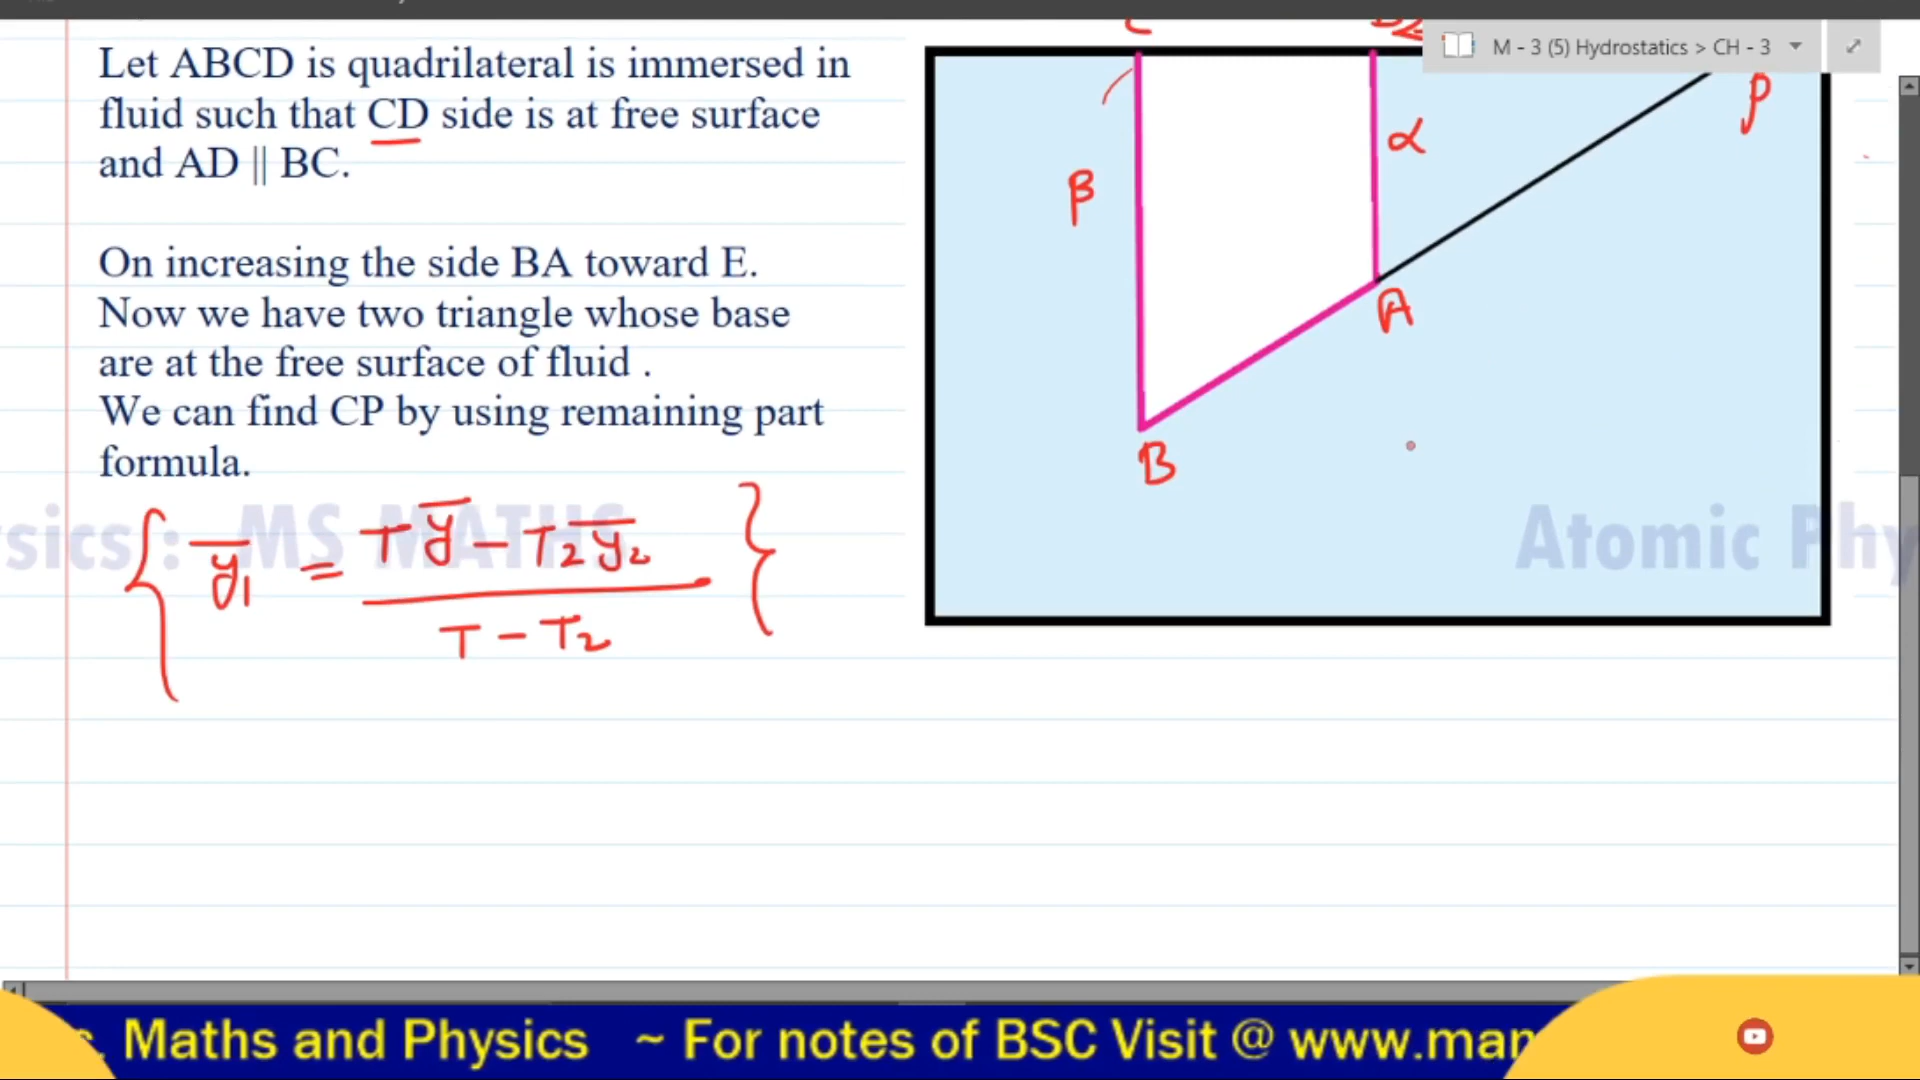 M - 3 (5) Hydrostatics > CH - 3
Let ABCD is quadrilateral is immersed in
fluid such that CD side is at free surface
and AD || BC.
On increasing the side BA toward E.
Now we have two triangle whose base
are at the free surface of fluid .
We can find CP by using remaining part
formula.
{ȳ₁ = (Tȳ - T₂ȳ₂) / (T - T₂)}
α
β
P
A
B
sics : MS MATHS
Atomic Phy
. Maths and Physics ~ For notes of BSC Visit @ www.man